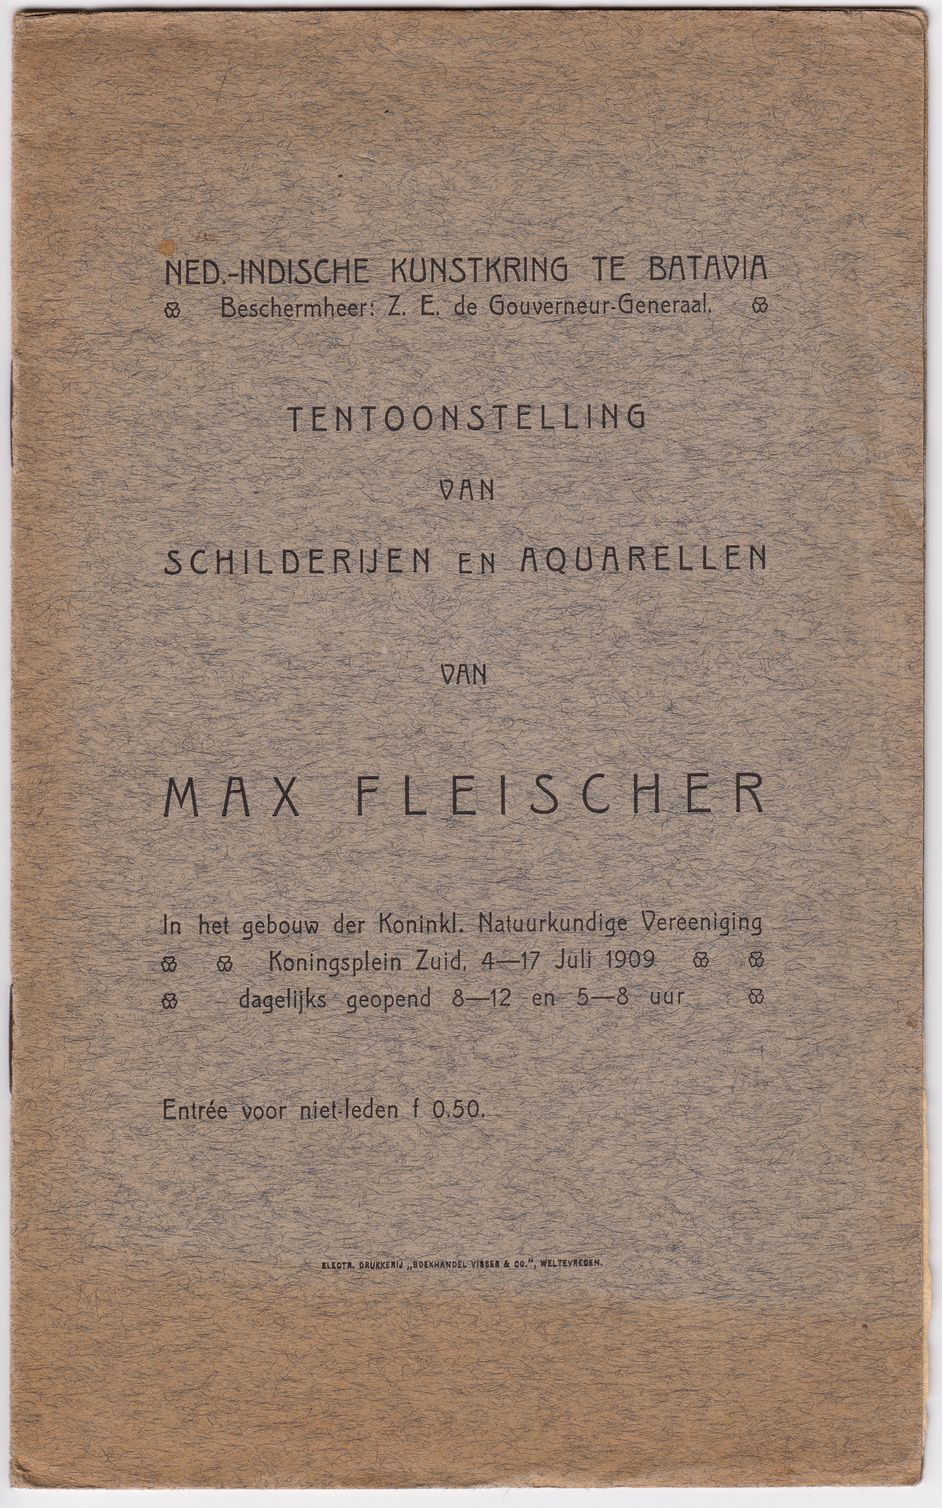 NED.-INDISCHE KUNSTKRING TE BATAVIA
Beschermheer: Z. E. de Gouverneur-Generaal.
TENTOONSTELLING
VAN
SCHILDERIJEN EN AQUARELLEN
VAN
MAX FLEISCHER
In het gebouw der Koninkl. Natuurkundige Vereeniging
Koningsplein Zuid, 4—17 Juli 1909
dagelijks geopend 8—12 en 5—8 uur
Entrée voor niet-leden f 0,50.
ELECTR. DRUKKERIJ „BOEKHANDEL VISSER & CO.", WELTEVREDEN.